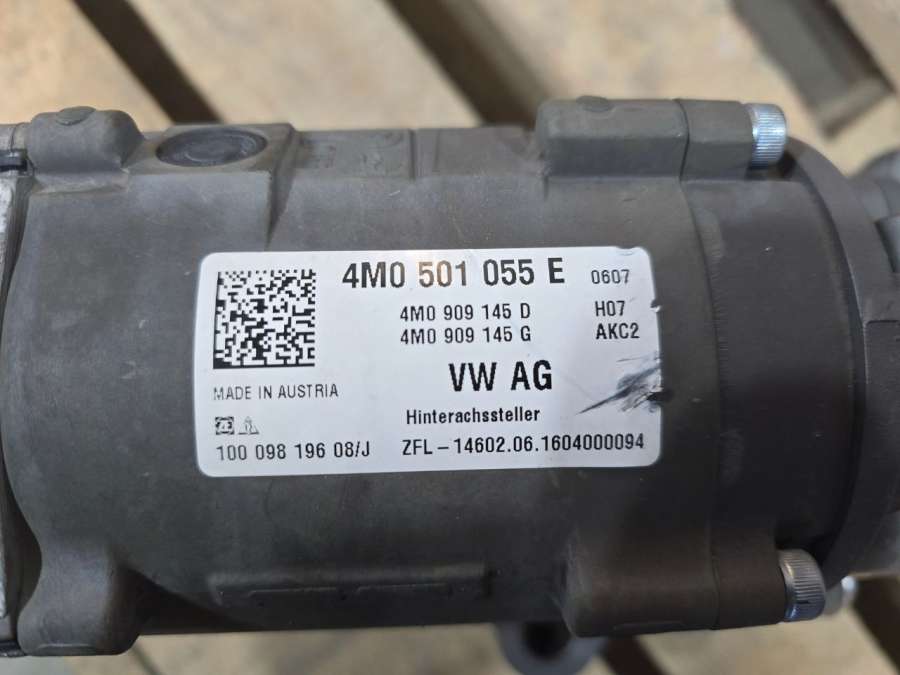 4M0 501 055 E 0607
4M0 909 145 D H07
4M0 909 145 G AKC2
VW AG
MADE IN AUSTRIA
Hinterachssteller
ZF
100 098 196 08/J ZFL-14602.06.1604000094